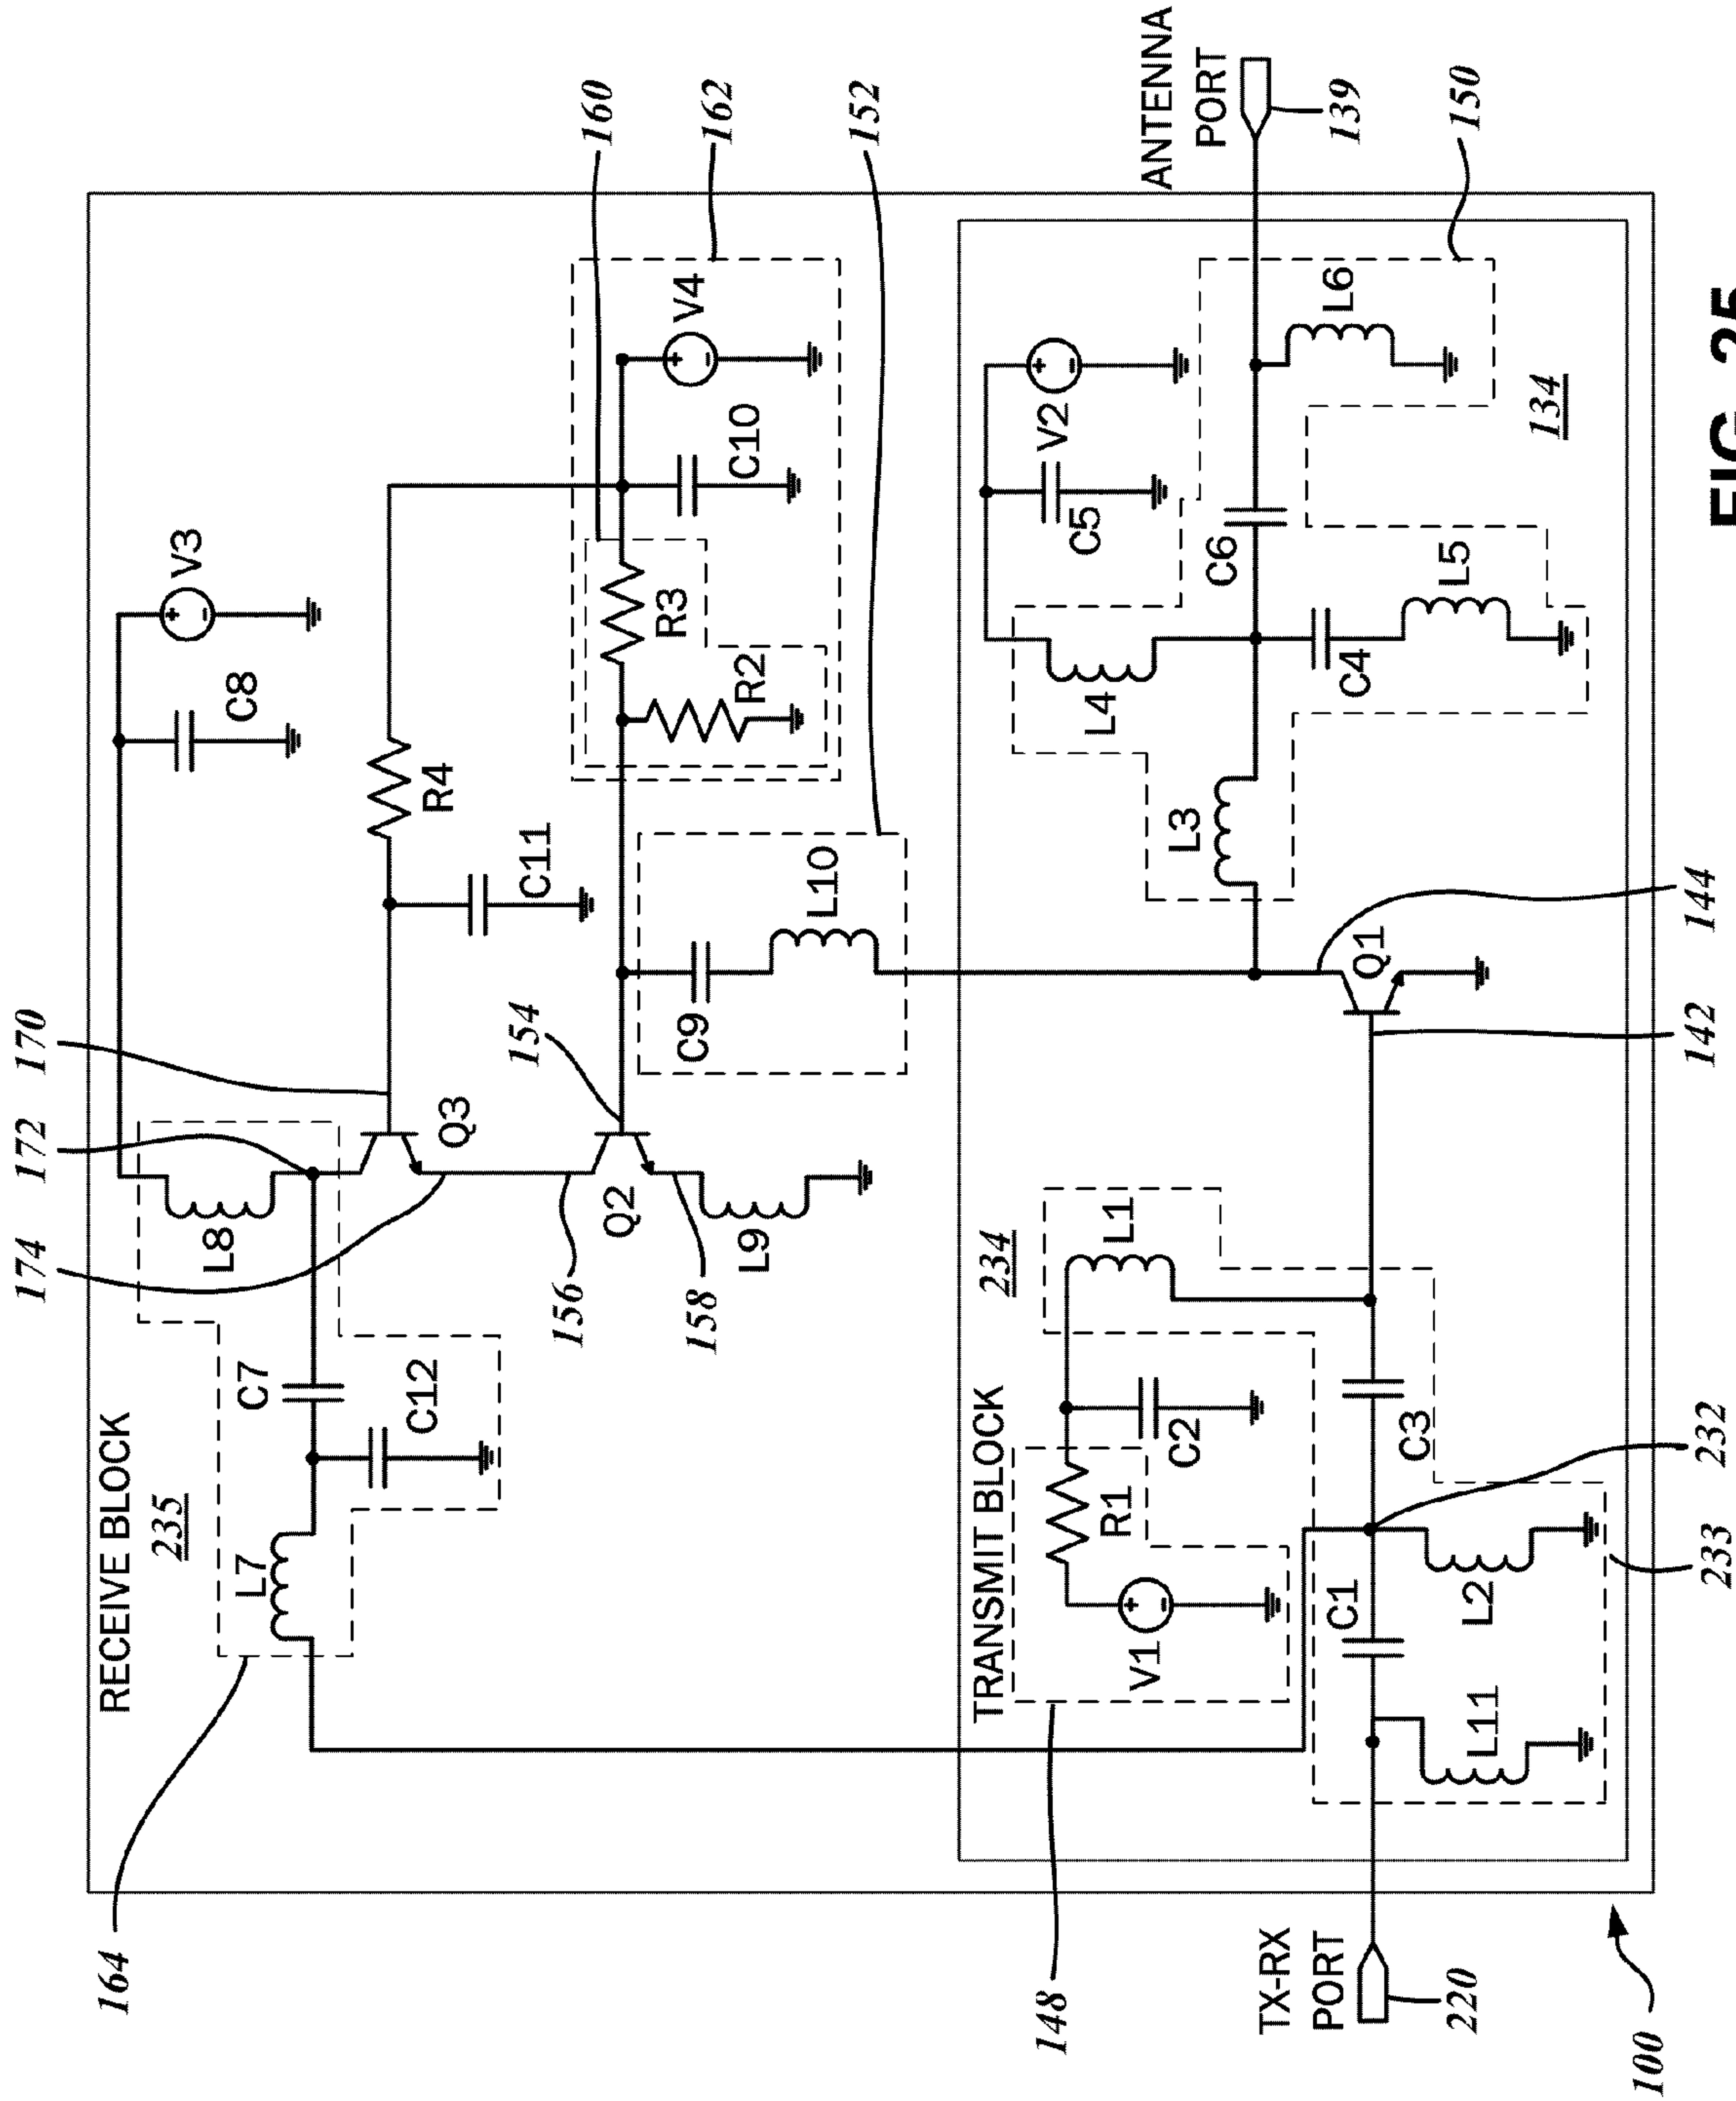 RECEIVE BLOCK
235
164
L7
C7
C12
L8
174
172
170
V3
C8
Q3
R4
C11
156
Q2
158
L9
154
C9
L10
R2
R3
C10
V4
160
162
152
TRANSMIT BLOCK
234
148
V1
R1
C2
L1
TX-RX
PORT
220
100
L11
C1
L2
C3
232
233
142
144
Q1
L3
L4
C4
L5
C5
V2
C6
L6
134
ANTENNA
PORT
139
150